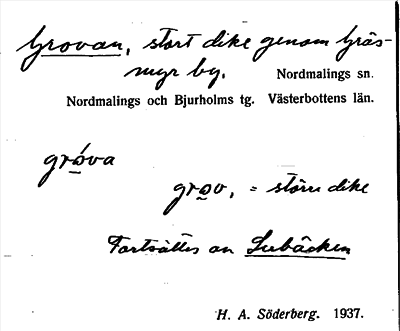 Grovan, stort dike genom Gräs-
myr by. Nordmalings sn.
Nordmalings och Bjurholms tg. Västerbottens län.
gróva
grov, = större dike
Fortsättes av Lubäcken
H. A. Söderberg. 1937.